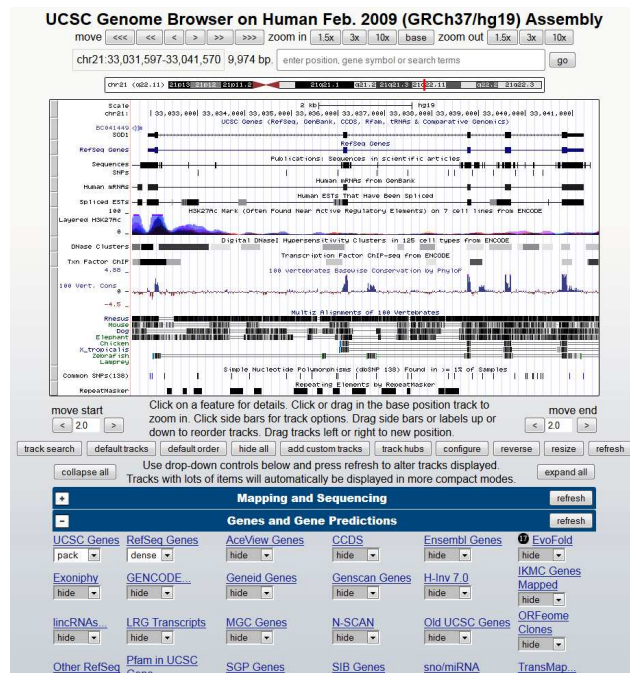 UCSC Genome Browser on Human Feb. 2009 (GRCh37/hg19) Assembly
move <<< << < > >> >>> zoom in 1.5x 3x 10x base zoom out 1.5x 3x 10x
chr21:33,031,597-33,041,570 9,974 bp. enter position, gene symbol or search terms go
chr21 (q22.11) 21p13 21p12 21p11.2 21q21.1 q21.2 21q21.3 21q22.11 q22.2 21q22.3
Scale 2 kb hg19
chr21: 33,033,000 33,034,000 33,035,000 33,036,000 33,037,000 33,038,000 33,039,000 33,040,000 33,041,000
UCSC Genes (RefSeq, GenBank, CCDS, Rfam, tRNAs & Comparative Genomics)
BC041449
SOD1
RefSeq Genes
RefSeq Genes
Publications: Sequences in scientific articles
Sequences
SNPs
Human mRNAs from GenBank
Human mRNAs
Human ESTs That Have Been Spliced
Spliced ESTs
100 _ H3K27Ac Mark (Often Found Near Active Regulatory Elements) on 7 cell lines from ENCODE
Layered H3K27Ac
0 _
Digital DNaseI Hypersensitivity Clusters in 125 cell types from ENCODE
DNase Clusters
Transcription Factor ChIP-seq from ENCODE
Txn Factor ChIP
4.88 _ 100 vertebrates Basewise Conservation by PhyloP
100 Vert. Cons
0 -
-4.5 _
Multiz Alignments of 100 Vertebrates
Rhesus
Mouse
Dog
Elephant
Chicken
X_tropicalis
Zebrafish
Lamprey
Simple Nucleotide Polymorphisms (dbSNP 138) Found in >= 1% of Samples
Common SNPs(138)
Repeating Elements by RepeatMasker
RepeatMasker
move start
< 2.0 >
Click on a feature for details. Click or drag in the base position track to
zoom in. Click side bars for track options. Drag side bars or labels up or
down to reorder tracks. Drag tracks left or right to new position.
move end
< 2.0 >
track search default tracks default order hide all add custom tracks track hubs configure reverse resize refresh
collapse all
Use drop-down controls below and press refresh to alter tracks displayed.
Tracks with lots of items will automatically be displayed in more compact modes.
expand all
+ Mapping and Sequencing refresh
- Genes and Gene Predictions refresh
UCSC Genes RefSeq Genes AceView Genes CCDS Ensembl Genes 17 EvoFold
pack dense hide hide hide hide
Exoniphy GENCODE... Geneid Genes Genscan Genes H-Inv 7.0 IKMC Genes Mapped
hide hide hide hide hide hide
lincRNAs... LRG Transcripts MGC Genes N-SCAN Old UCSC Genes ORFeome Clones
hide hide hide hide hide hide
Other RefSeq Pfam in UCSC SGP Genes SIB Genes sno/miRNA TransMap...